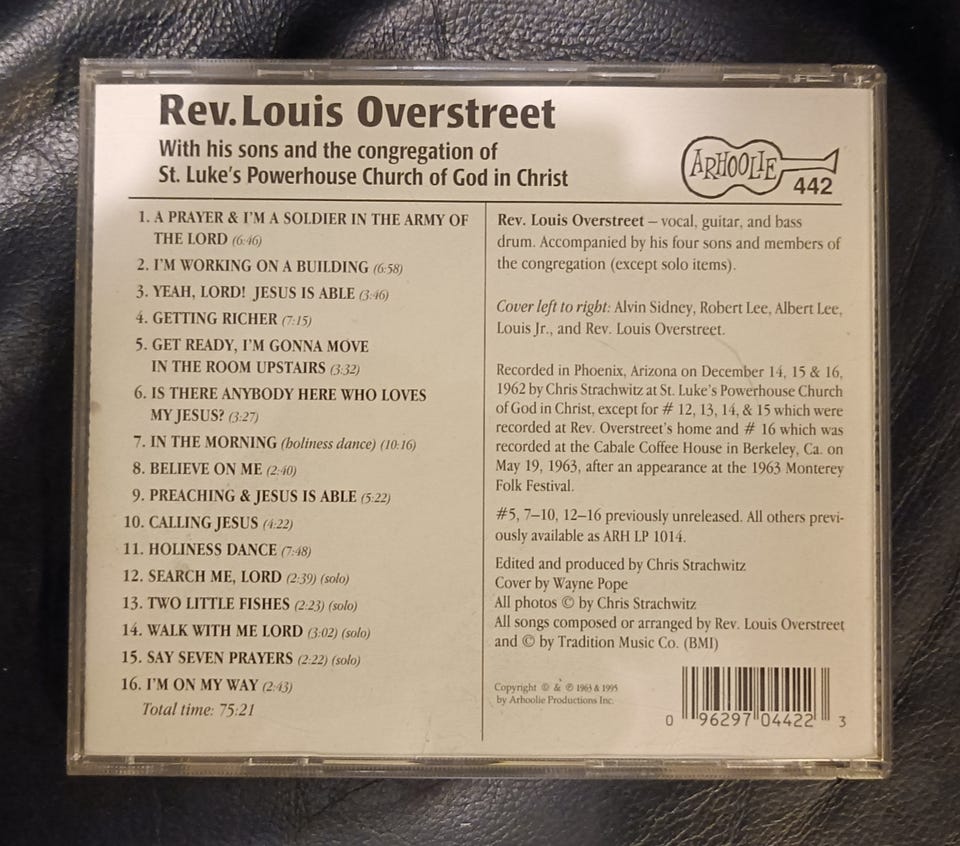 Rev. Louis Overstreet
With his sons and the congregation of
St. Luke's Powerhouse Church of God in Christ
ARHOOLIE
442
1. A PRAYER & I'M A SOLDIER IN THE ARMY OF
THE LORD (6:46)
2. I'M WORKING ON A BUILDING (6:58)
3. YEAH, LORD! JESUS IS ABLE (3:46)
4. GETTING RICHER (7:15)
5. GET READY, I'M GONNA MOVE
IN THE ROOM UPSTAIRS (3:32)
6. IS THERE ANYBODY HERE WHO LOVES
MY JESUS? (3:27)
7. IN THE MORNING (holiness dance) (10:16)
8. BELIEVE ON ME (2:40)
9. PREACHING & JESUS IS ABLE (5:22)
10. CALLING JESUS (4:22)
11. HOLINESS DANCE (7:48)
12. SEARCH ME, LORD (2:39) (solo)
13. TWO LITTLE FISHES (2:23) (solo)
14. WALK WITH ME LORD (3:02) (solo)
15. SAY SEVEN PRAYERS (2:22) (solo)
16. I'M ON MY WAY (2:43)
Total time: 75:21
Rev. Louis Overstreet – vocal, guitar, and bass
drum. Accompanied by his four sons and members of
the congregation (except solo items).
Cover left to right: Alvin Sidney, Robert Lee, Albert Lee,
Louis Jr., and Rev. Louis Overstreet.
Recorded in Phoenix, Arizona on December 14, 15 & 16,
1962 by Chris Strachwitz at St. Luke's Powerhouse Church
of God in Christ, except for # 12, 13, 14, & 15 which were
recorded at Rev. Overstreet's home and # 16 which was
recorded at the Cabale Coffee House in Berkeley, Ca. on
May 19, 1963, after an appearance at the 1963 Monterey
Folk Festival.
#5, 7–10, 12–16 previously unreleased. All others previ-
ously available as ARH LP 1014.
Edited and produced by Chris Strachwitz
Cover by Wayne Pope
All photos © by Chris Strachwitz
All songs composed or arranged by Rev. Louis Overstreet
and © by Tradition Music Co. (BMI)
Copyright © & ℗ 1963 & 1995
by Arhoolie Productions Inc.
0 96297 04422 3